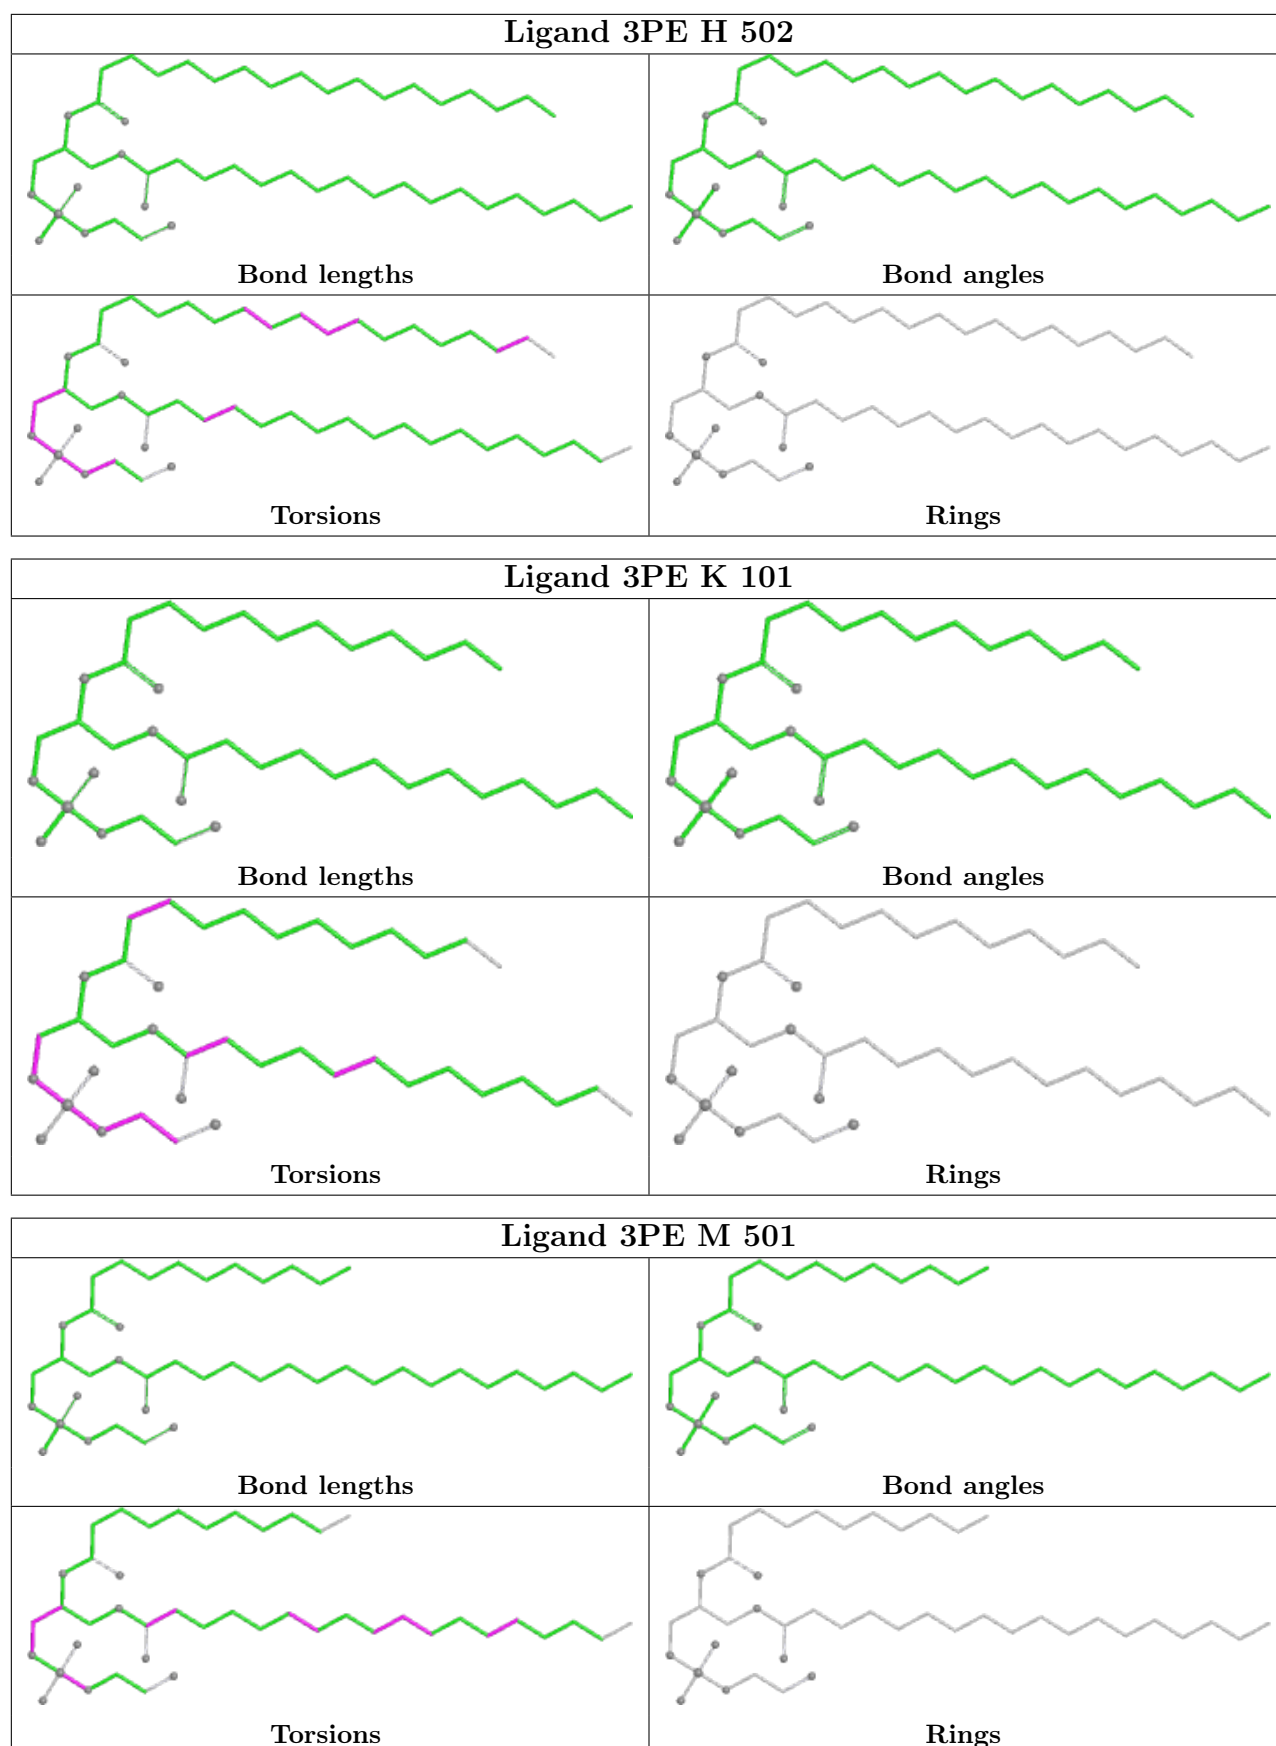 Ligand 3PE H 502
Bond lengths
Bond angles
Torsions
Rings
Ligand 3PE K 101
Bond lengths
Bond angles
Torsions
Rings
Ligand 3PE M 501
Bond lengths
Bond angles
Torsions
Rings